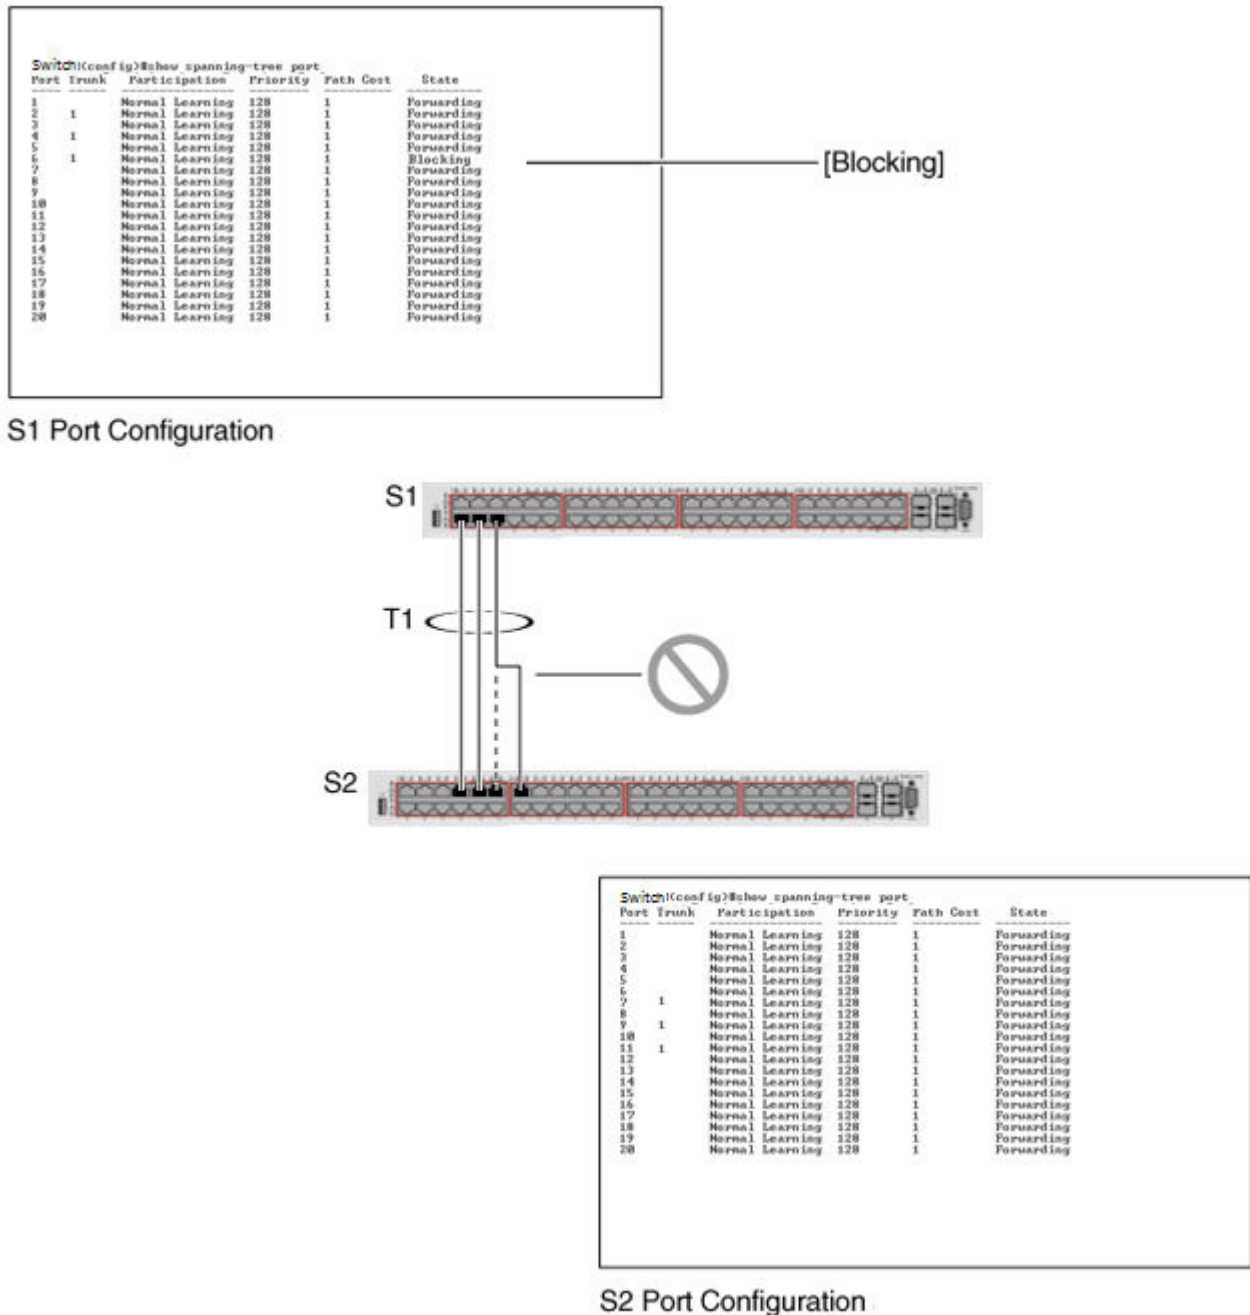 Switch(config)#show spanning-tree port
Port Trunk Participation Priority Path Cost State
1 Normal Learning 128 1 Forwarding
2 1 Normal Learning 128 1 Forwarding
3 Normal Learning 128 1 Forwarding
4 1 Normal Learning 128 1 Forwarding
5 Normal Learning 128 1 Forwarding
6 1 Normal Learning 128 1 Blocking
7 Normal Learning 128 1 Forwarding
8 Normal Learning 128 1 Forwarding
9 Normal Learning 128 1 Forwarding
10 Normal Learning 128 1 Forwarding
11 Normal Learning 128 1 Forwarding
12 Normal Learning 128 1 Forwarding
13 Normal Learning 128 1 Forwarding
14 Normal Learning 128 1 Forwarding
15 Normal Learning 128 1 Forwarding
16 Normal Learning 128 1 Forwarding
17 Normal Learning 128 1 Forwarding
18 Normal Learning 128 1 Forwarding
19 Normal Learning 128 1 Forwarding
20 Normal Learning 128 1 Forwarding
[Blocking]
S1 Port Configuration
S1
T1
S2
Switch(config)#show spanning-tree port
Port Trunk Participation Priority Path Cost State
1 Normal Learning 128 1 Forwarding
2 Normal Learning 128 1 Forwarding
3 Normal Learning 128 1 Forwarding
4 Normal Learning 128 1 Forwarding
5 Normal Learning 128 1 Forwarding
6 Normal Learning 128 1 Forwarding
7 1 Normal Learning 128 1 Forwarding
8 Normal Learning 128 1 Forwarding
9 1 Normal Learning 128 1 Forwarding
10 Normal Learning 128 1 Forwarding
11 1 Normal Learning 128 1 Forwarding
12 Normal Learning 128 1 Forwarding
13 Normal Learning 128 1 Forwarding
14 Normal Learning 128 1 Forwarding
15 Normal Learning 128 1 Forwarding
16 Normal Learning 128 1 Forwarding
17 Normal Learning 128 1 Forwarding
18 Normal Learning 128 1 Forwarding
19 Normal Learning 128 1 Forwarding
20 Normal Learning 128 1 Forwarding
S2 Port Configuration